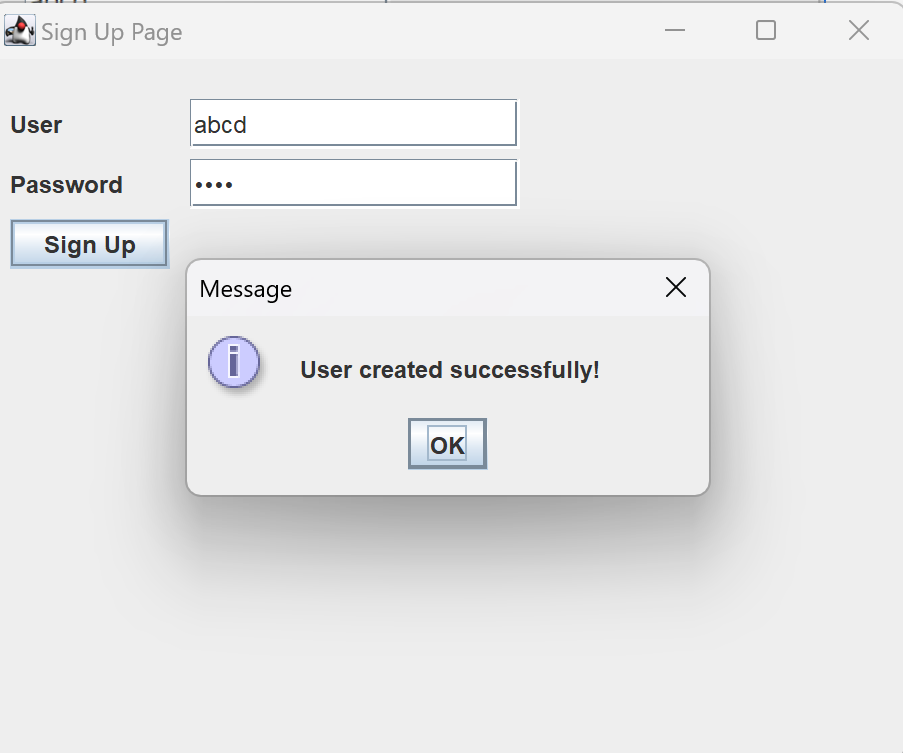 Sign Up Page
User
abcd
Password
••••
Sign Up
Message
User created successfully!
OK